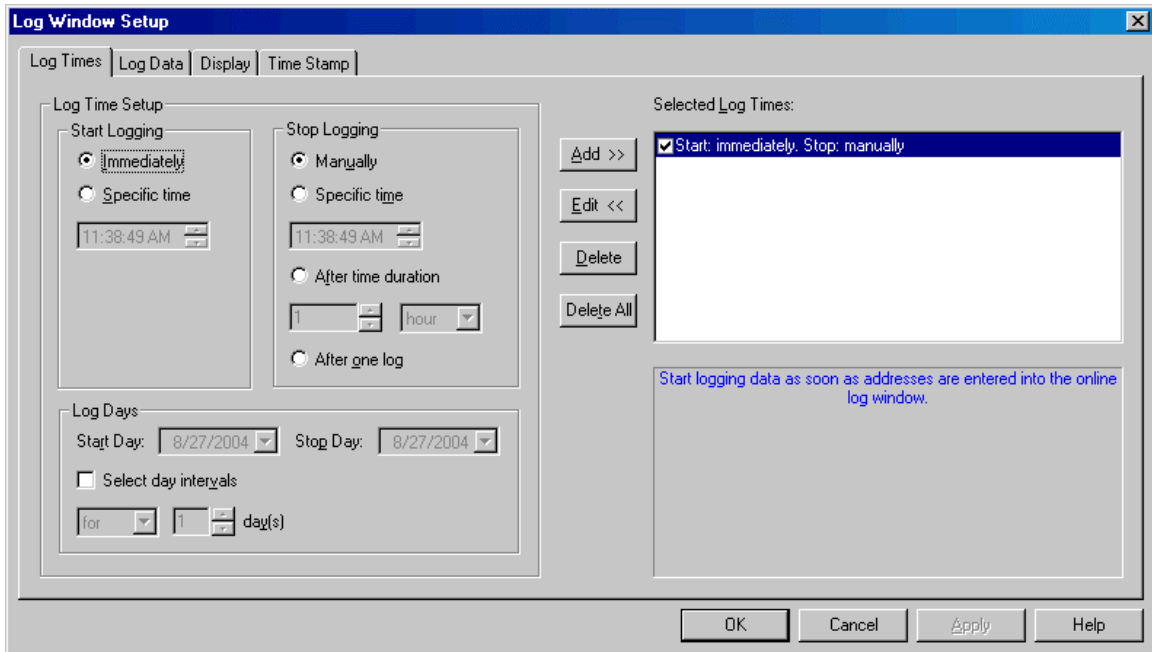 Log Window Setup
Log Times Log Data Display Time Stamp
Log Time Setup
Start Logging
Immediately
Specific time
11:38:49 AM
Stop Logging
Manually
Specific time
11:38:49 AM
After time duration
1 hour
After one log
Log Days
Start Day: 8/27/2004 Stop Day: 8/27/2004
Select day intervals
for 1 day(s)
Add >>
Edit <<
Delete
Delete All
Selected Log Times:
Start: immediately. Stop: manually
Start logging data as soon as addresses are entered into the online
log window.
OK Cancel Apply Help